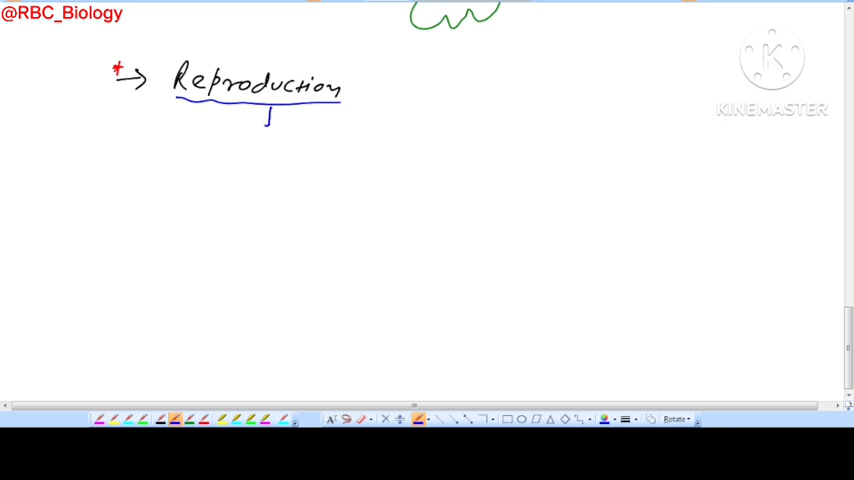 @RBC_Biology
* → Reproduction
K
KINEMASTER
Rotate